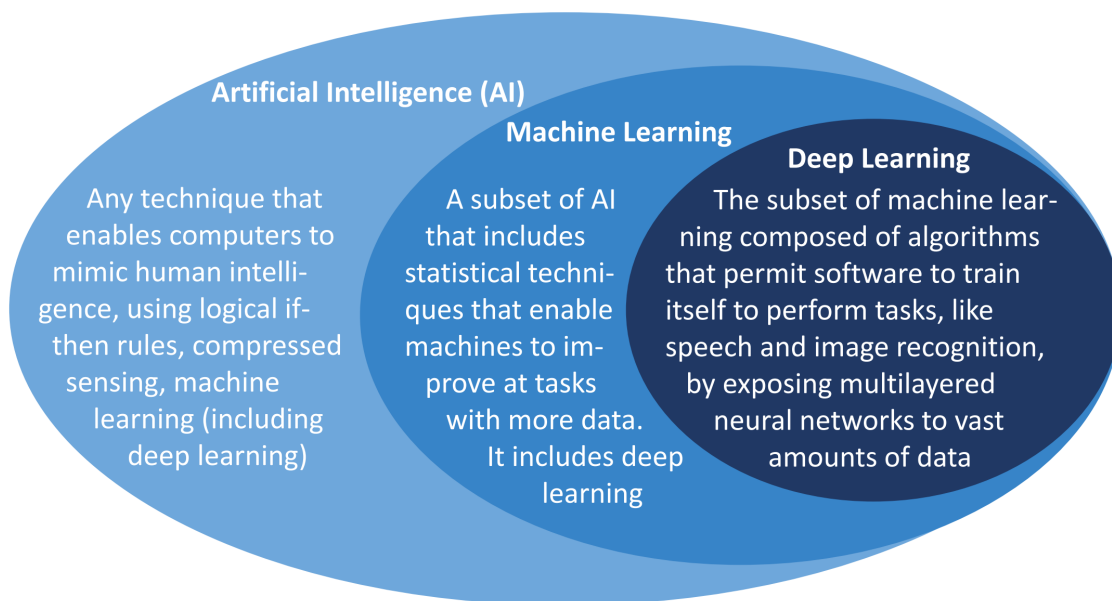 Artificial Intelligence (AI)
Any technique that
enables computers to
mimic human intelli-
gence, using logical if-
then rules, compressed
sensing, machine
learning (including
deep learning)
Machine Learning
A subset of AI
that includes
statistical techni-
ques that enable
machines to im-
prove at tasks
with more data.
It includes deep
learning
Deep Learning
The subset of machine lear-
ning composed of algorithms
that permit software to train
itself to perform tasks, like
speech and image recognition,
by exposing multilayered
neural networks to vast
amounts of data